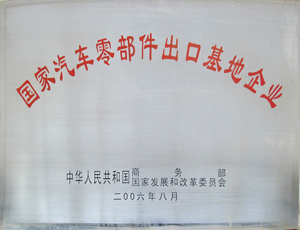 国家汽车零部件出口基地企业
中华人民共和国商务部
国家发展和改革委员会
二00六年八月